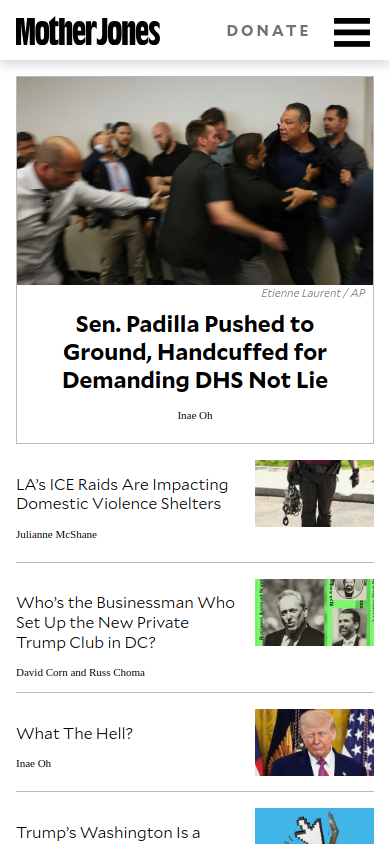 Mother Jones
DONATE
Etienne Laurent / AP
Sen. Padilla Pushed to
Ground, Handcuffed for
Demanding DHS Not Lie
Inae Oh
LA's ICE Raids Are Impacting
Domestic Violence Shelters
Julianne McShane
Who's the Businessman Who
Set Up the New Private
Trump Club in DC?
David Corn and Russ Choma
What The Hell?
Inae Oh
Trump's Washington Is a